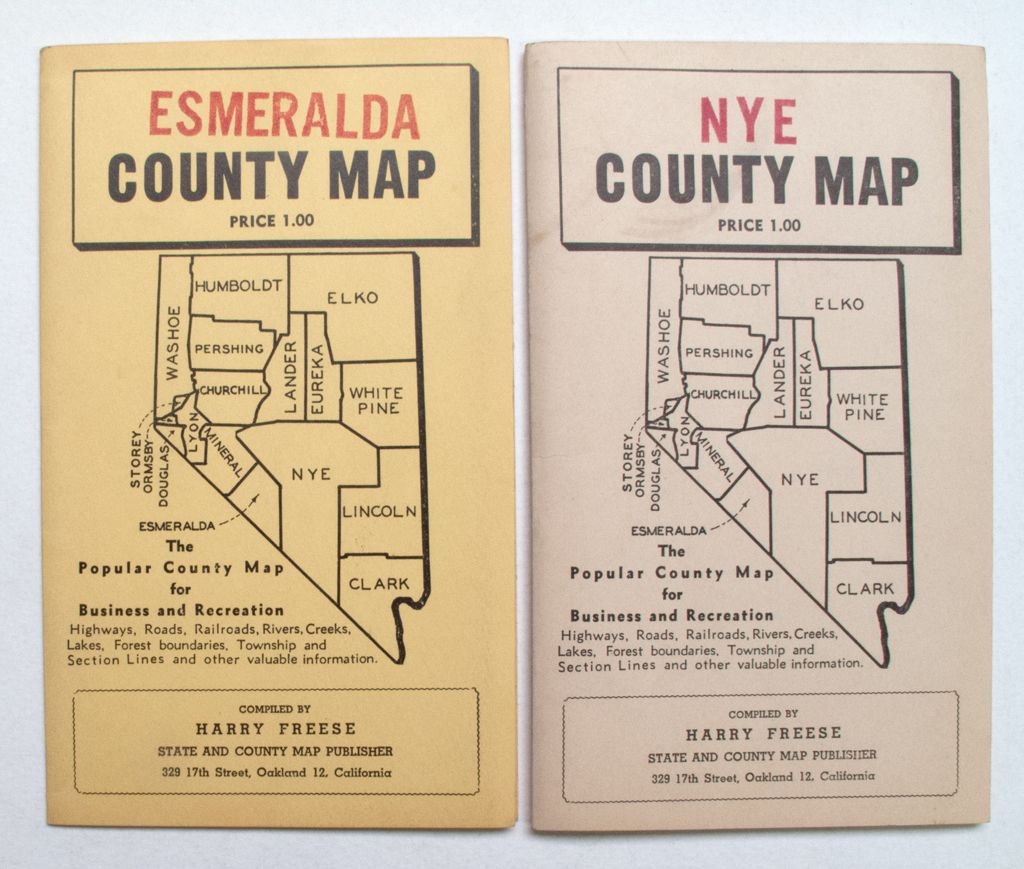 ESMERALDA
COUNTY MAP
PRICE 1.00
HUMBOLDT
ELKO
WASHOE
PERSHING
LANDER
EUREKA
CHURCHILL
WHITE
PINE
STOREY
ORMSBY
DOUGLAS
LYON
MINERAL
NYE
LINCOLN
ESMERALDA
CLARK
The
Popular County Map
for
Business and Recreation
Highways, Roads, Railroads, Rivers, Creeks,
Lakes, Forest boundaries, Township and
Section Lines and other valuable information.
COMPILED BY
HARRY FREESE
STATE AND COUNTY MAP PUBLISHER
329 17th Street, Oakland 12, California
NYE
COUNTY MAP
PRICE 1.00
HUMBOLDT
ELKO
WASHOE
PERSHING
LANDER
EUREKA
CHURCHILL
WHITE
PINE
STOREY
ORMSBY
DOUGLAS
LYON
MINERAL
NYE
LINCOLN
ESMERALDA
CLARK
The
Popular County Map
for
Business and Recreation
Highways, Roads, Railroads, Rivers, Creeks,
Lakes, Forest boundaries, Township and
Section Lines and other valuable information.
COMPILED BY
HARRY FREESE
STATE AND COUNTY MAP PUBLISHER
329 17th Street, Oakland 12, California